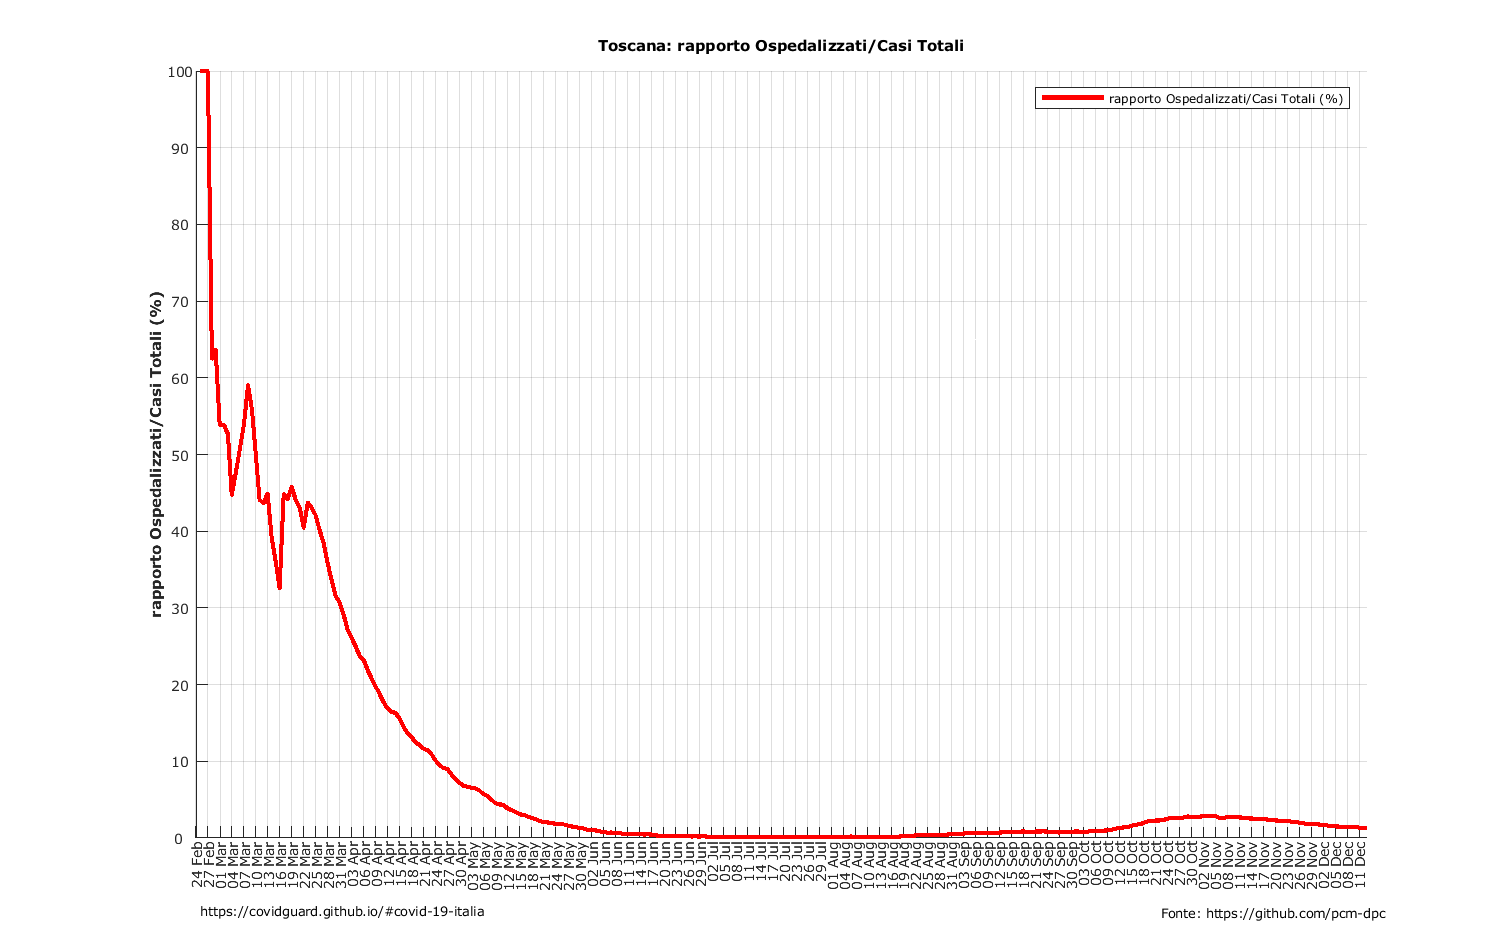 Toscana: rapporto Ospedalizzati/Casi Totali
rapporto Ospedalizzati/Casi Totali (%)
rapporto Ospedalizzati/Casi Totali (%)
100
90
80
70
60
50
40
30
20
10
0
24 Feb
27 Feb
01 Mar
04 Mar
07 Mar
10 Mar
13 Mar
16 Mar
19 Mar
22 Mar
25 Mar
28 Mar
31 Mar
03 Apr
06 Apr
09 Apr
12 Apr
15 Apr
18 Apr
21 Apr
24 Apr
27 Apr
30 Apr
03 May
06 May
09 May
12 May
15 May
18 May
21 May
24 May
27 May
30 May
02 Jun
05 Jun
08 Jun
11 Jun
14 Jun
17 Jun
20 Jun
23 Jun
26 Jun
29 Jun
02 Jul
05 Jul
08 Jul
11 Jul
14 Jul
17 Jul
20 Jul
23 Jul
26 Jul
29 Jul
01 Aug
04 Aug
07 Aug
10 Aug
13 Aug
16 Aug
19 Aug
22 Aug
25 Aug
28 Aug
31 Aug
03 Sep
06 Sep
09 Sep
12 Sep
15 Sep
18 Sep
21 Sep
24 Sep
27 Sep
30 Sep
03 Oct
06 Oct
09 Oct
12 Oct
15 Oct
18 Oct
21 Oct
24 Oct
27 Oct
30 Oct
02 Nov
05 Nov
08 Nov
11 Nov
14 Nov
17 Nov
20 Nov
23 Nov
26 Nov
29 Nov
02 Dec
05 Dec
08 Dec
11 Dec
https://covidguard.github.io/#covid-19-italia
Fonte: https://github.com/pcm-dpc